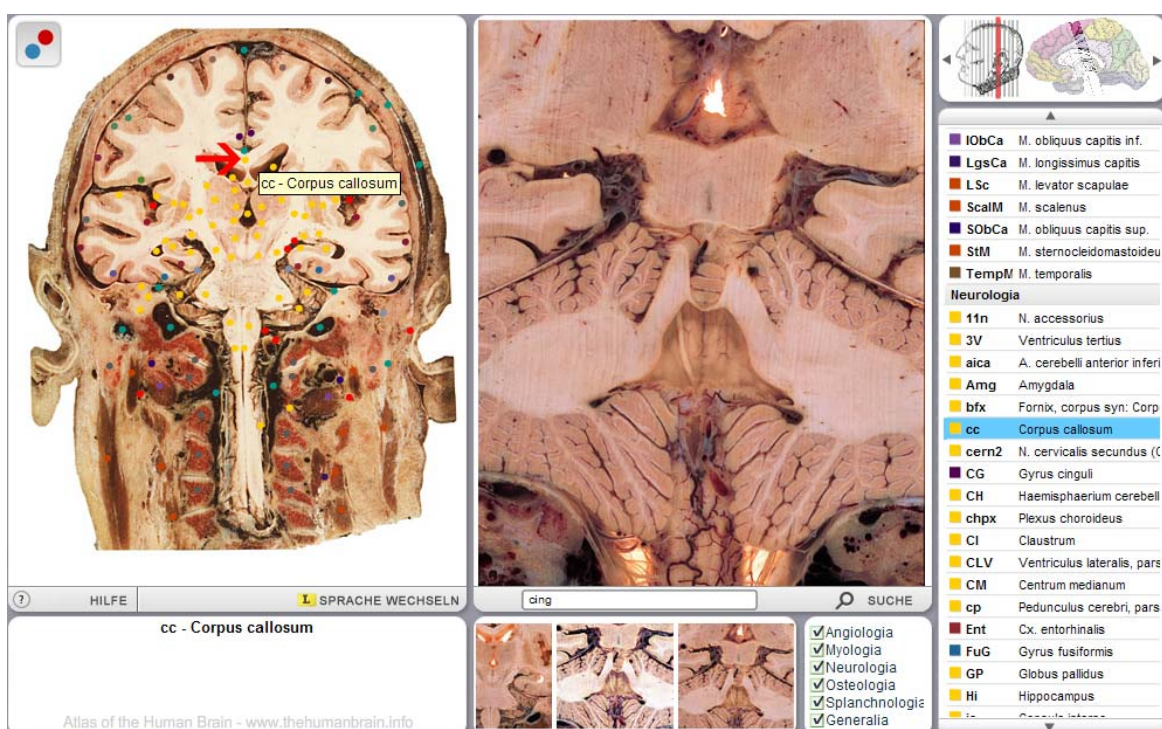 cc - Corpus callosum
? HILFE L SPRACHE WECHSELN
cing SUCHE
cc - Corpus callosum
Atlas of the Human Brain - www.thehumanbrain.info
Angiologia
Myologia
Neurologia
Osteologia
Splanchnologia
Generalia
IObCa M. obliquus capitis inf.
LgsCa M. longissimus capitis
LSc M. levator scapulae
ScalM M. scalenus
SObCa M. obliquus capitis sup.
StM M. sternocleidomastoideu
TempM M. temporalis
Neurologia
11n N. accessorius
3V Ventriculus tertius
aica A. cerebelli anterior inferi
Amg Amygdala
bfx Fornix, corpus syn: Corp
cc Corpus callosum
cern2 N. cervicalis secundus (C
CG Gyrus cinguli
CH Haemisphaerium cerebell
chpx Plexus choroideus
Cl Claustrum
CLV Ventriculus lateralis, pars
CM Centrum medianum
cp Pedunculus cerebri, pars
Ent Cx. entorhinalis
FuG Gyrus fusiformis
GP Globus pallidus
Hi Hippocampus